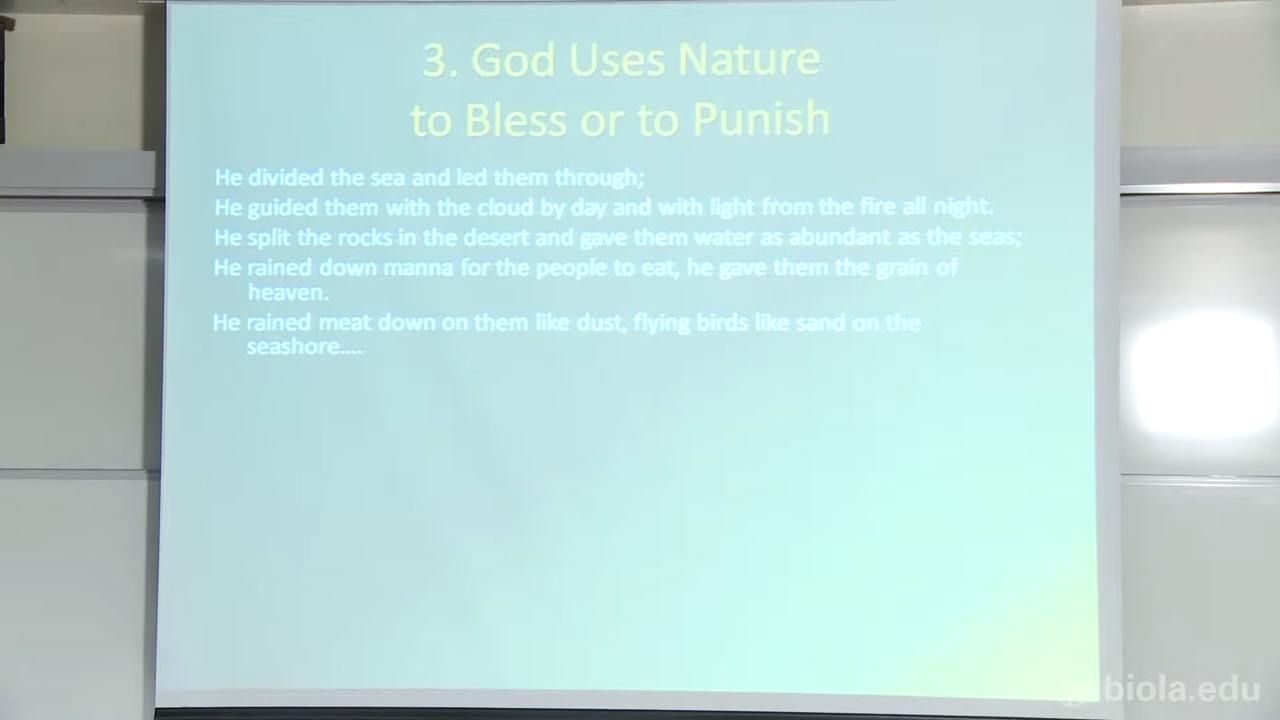 3. God Uses Nature
to Bless or to Punish
He divided the sea and led them through;
He guided them with the cloud by day and with light from the fire all night.
He split the rocks in the desert and gave them water as abundant as the seas;
He rained down manna for the people to eat, he gave them the grain of
heaven.
He rained meat down on them like dust, flying birds like sand on the
seashore....
biola.edu